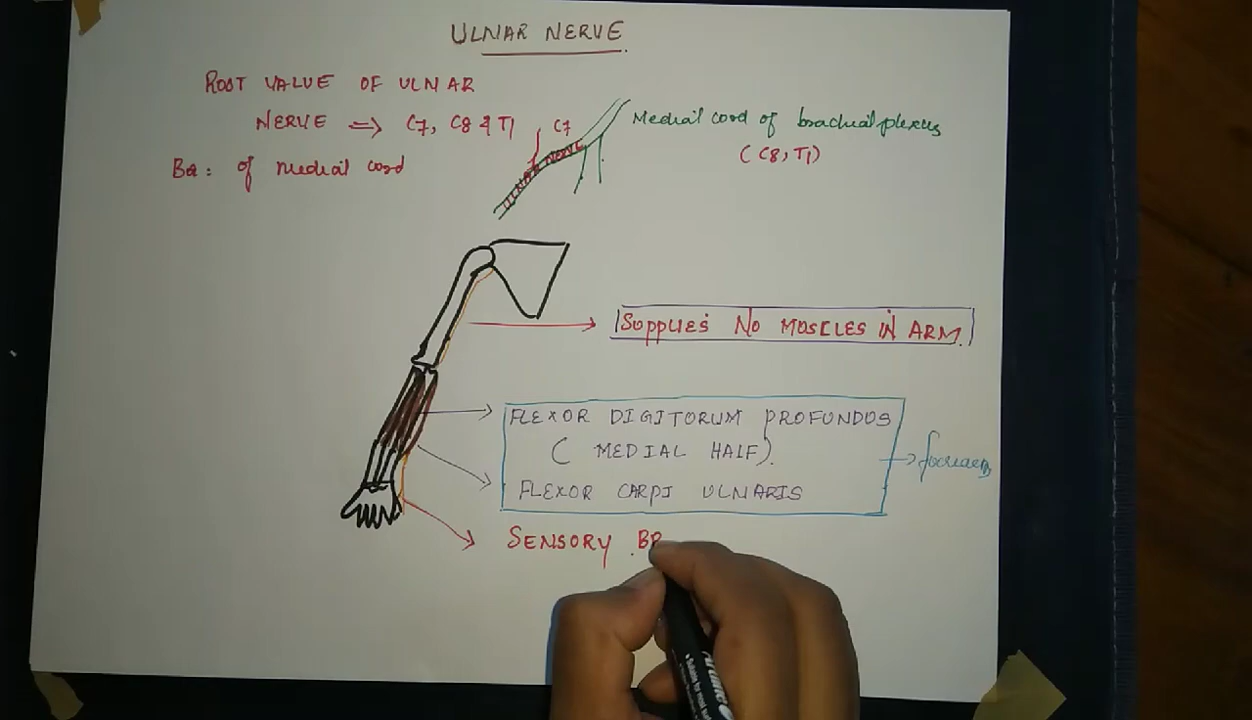 ULNAR NERVE
ROOT VALUE OF ULNAR
NERVE => C7, C8 & T1
BR: of medial cord
C7
Medial cord of brachial plexus
(C8, T1)
ULNAR NERVE
Supplies No MUSCLES IN ARM.
FLEXOR DIGITORUM PROFUNDUS
(MEDIAL HALF).
FLEXOR CARPI ULNARIS
SENSORY BR